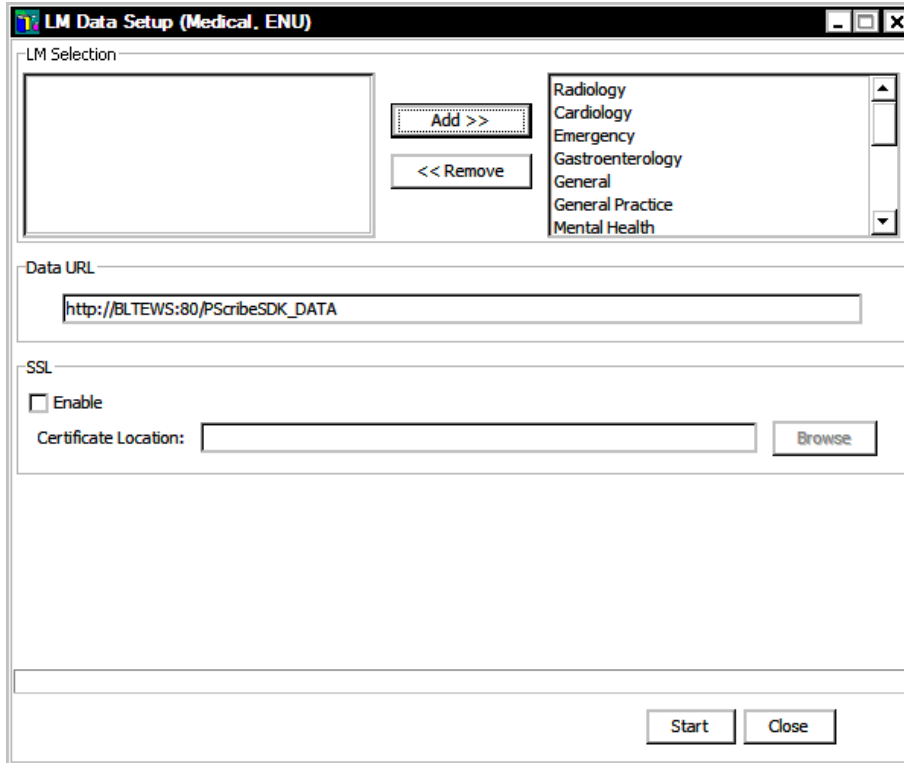 LM Data Setup (Medical, ENU)
LM Selection
Add >>
<< Remove
Radiology
Cardiology
Emergency
Gastroenterology
General
General Practice
Mental Health
Data URL
http://BLTEWS:80/PScribeSDK_DATA
SSL
Enable
Certificate Location:
Browse
Start
Close